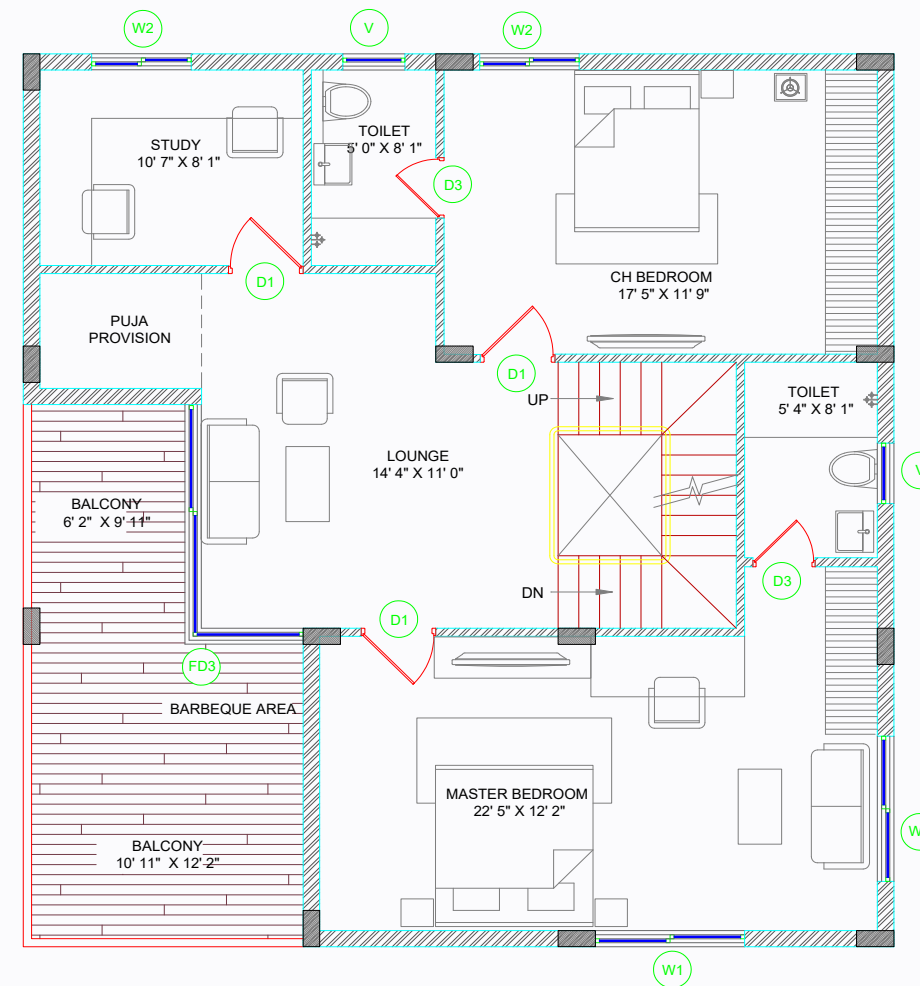 W2
V
W2
STUDY
10' 7" X 8' 1"
TOILET
5' 0" X 8' 1"
D3
D1
CH BEDROOM
17' 5" X 11' 9"
PUJA
PROVISION
D1
UP
TOILET
5' 4" X 8' 1"
LOUNGE
14' 4" X 11' 0"
BALCONY
6' 2" X 9' 11"
DN
D3
D1
FD3
BARBEQUE AREA
MASTER BEDROOM
22' 5" X 12' 2"
BALCONY
10' 11" X 12' 2"
W1